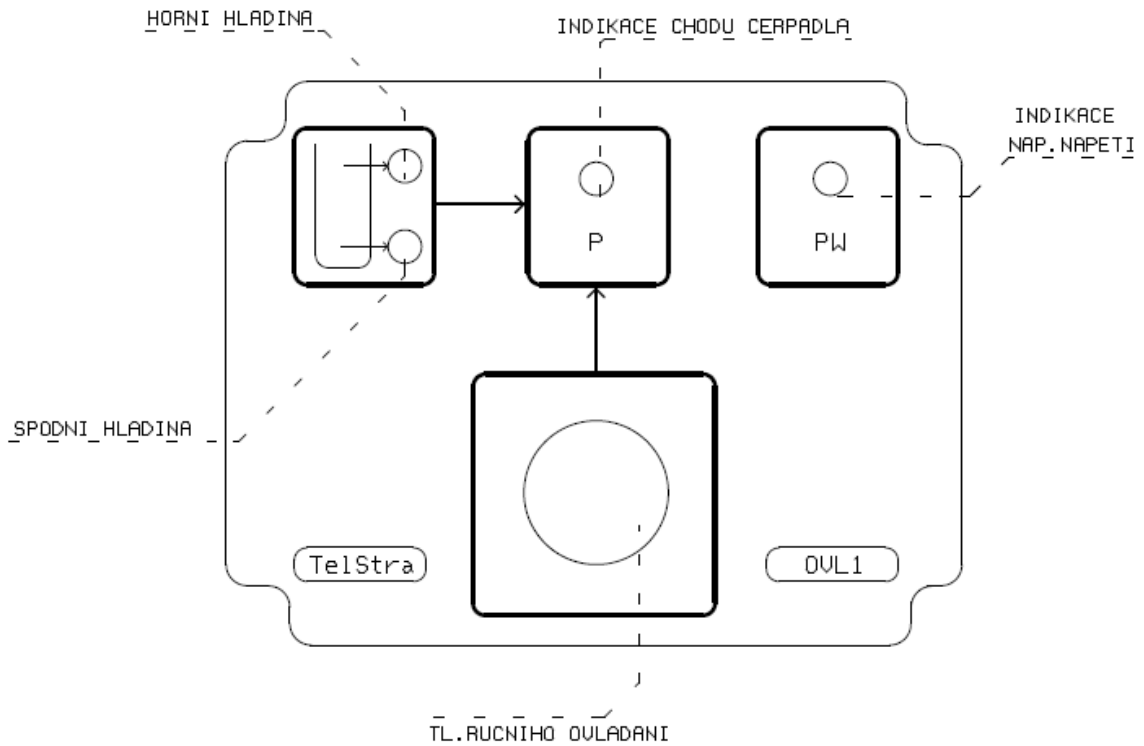 HORNI HLADINA
INDIKACE CHODU CERPADLA
INDIKACE
NAP.NAPETI
P
PW
SPODNI HLADINA
TelStra
OVL1
TL.RUCNIHO OVLADANI